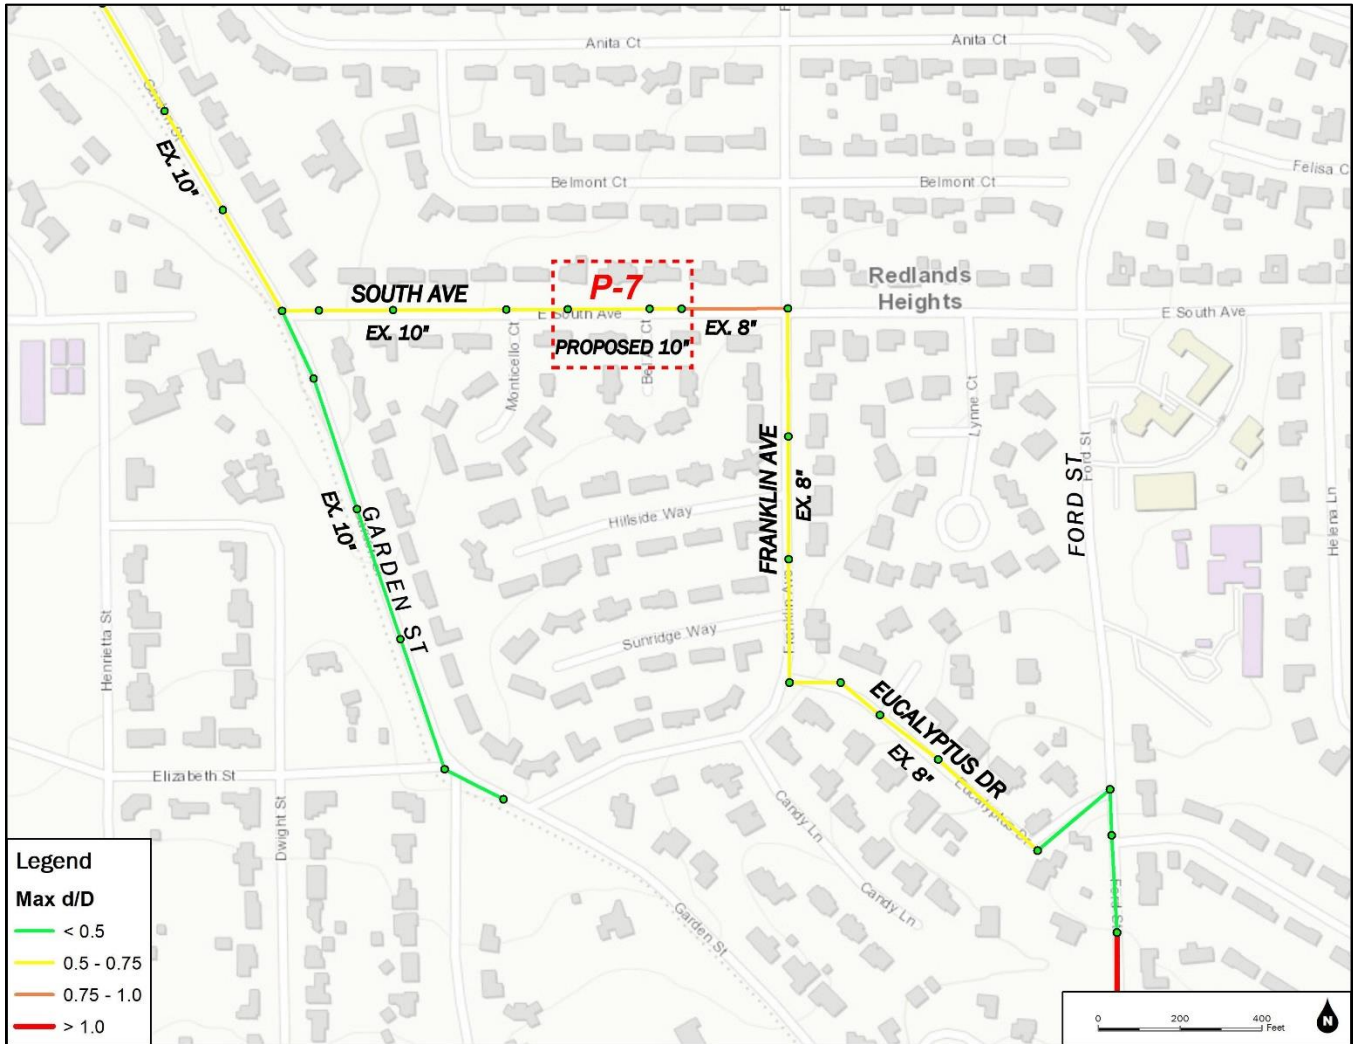 Anita Ct
Anita Ct
EX. 10"
Felisa C
Belmont Ct
Belmont Ct
Redlands
Heights
P-7
SOUTH AVE
E South Ave
E South Ave
EX. 10"
EX. 8"
PROPOSED 10"
Monticello Ct
Lynne Ct
FRANKLIN AVE
EX. 8"
Ford St
FORD ST
Helena Ln
EX. 10"
GARDEN ST
Hillside Way
Franklin Ave
Sunridge Way
Henrietta St
EUCALYPTUS DR
EX. 8"
Eucalyptus Dr
Elizabeth St
Dwight St
Candy Ln
Candy Ln
Garden St
Ford St
Legend
Max d/D
< 0.5
0.5 - 0.75
0.75 - 1.0
> 1.0
0 200 400
Feet
N